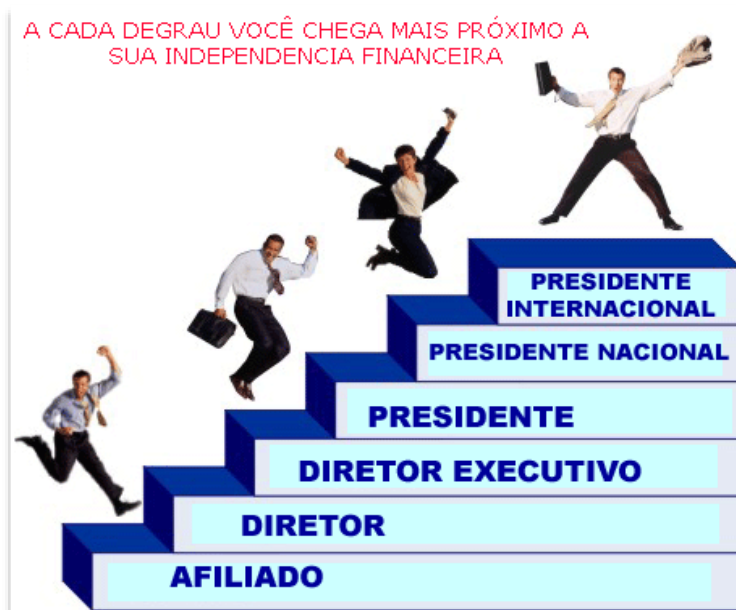 A CADA DEGRAU VOCÊ CHEGA MAIS PRÓXIMO A
SUA INDEPENDENCIA FINANCEIRA
PRESIDENTE
INTERNACIONAL
PRESIDENTE NACIONAL
PRESIDENTE
DIRETOR EXECUTIVO
DIRETOR
AFILIADO